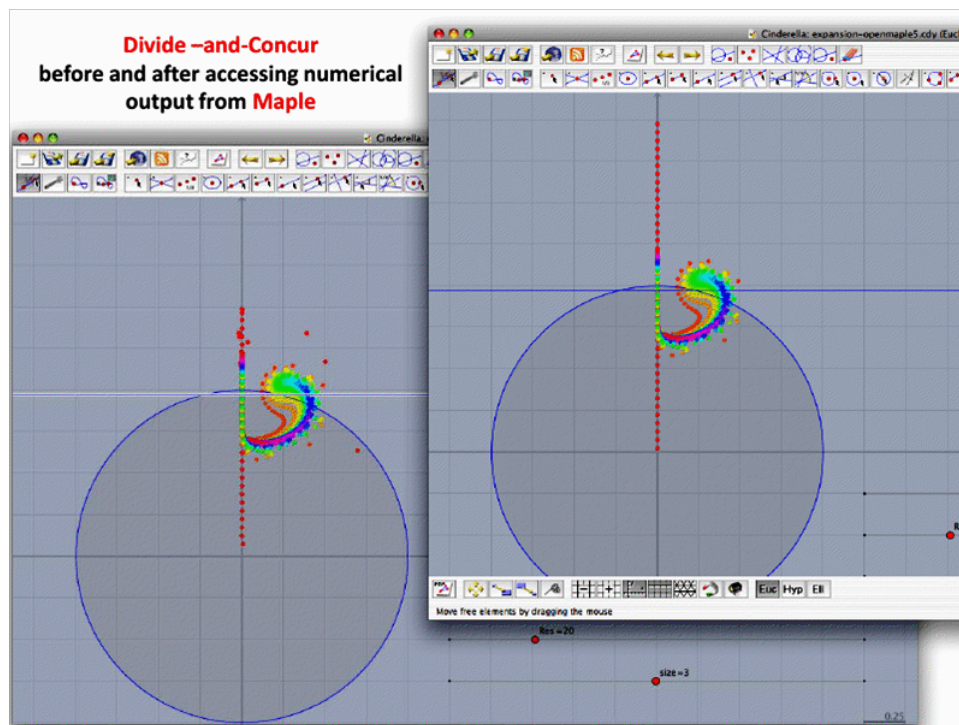 Divide –and-Concur
before and after accessing numerical
output from Maple
Cinderella: expansion-openmaple5.cdy (Euc
Cinderella:
R
Euc Hyp Ell
Move free elements by dragging the mouse
Res=20
size=3
0.25